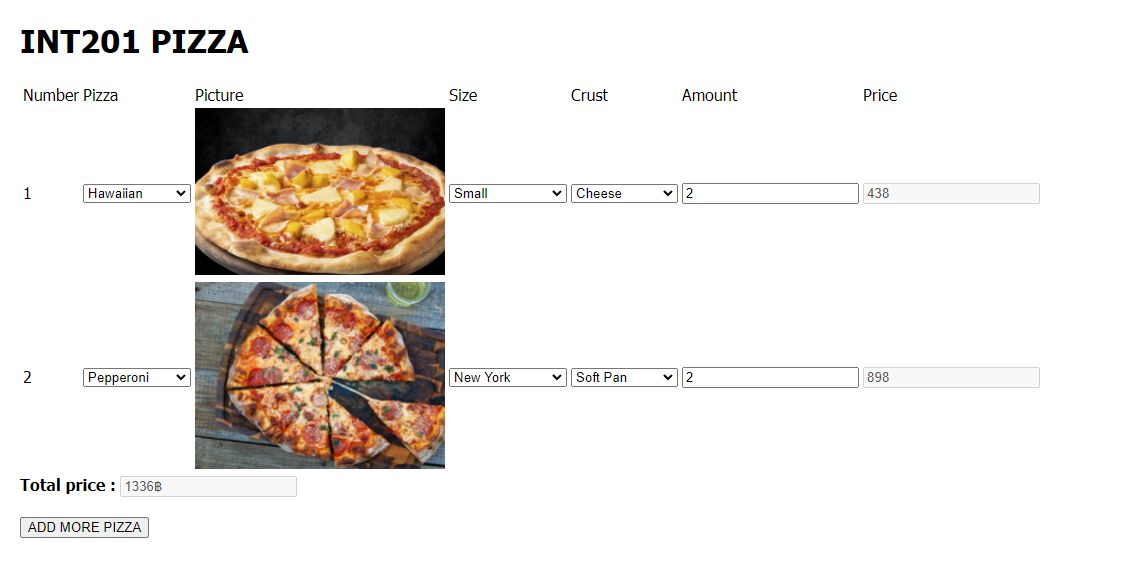 INT201 PIZZA
Number Pizza Picture Size Crust Amount Price
1 Hawaiian Small Cheese 2 438
2 Pepperoni New York Soft Pan 2 898
Total price : 1336฿
ADD MORE PIZZA